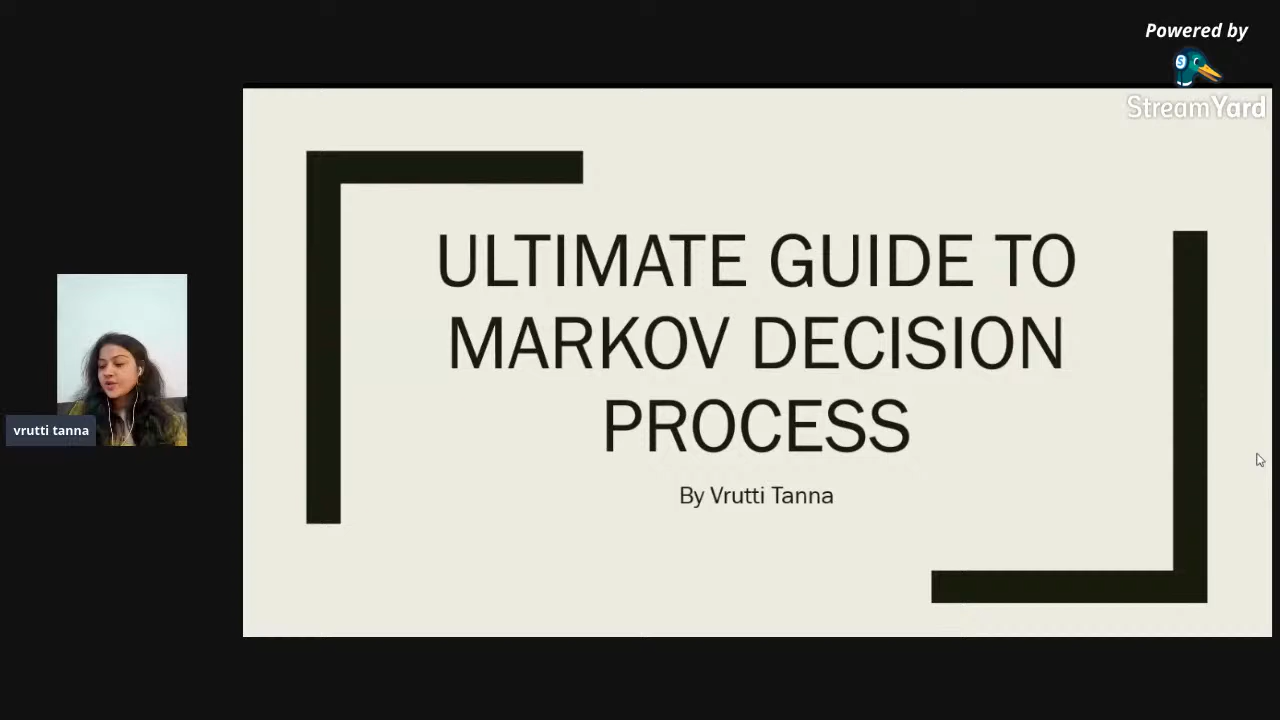 Powered by
StreamYard
ULTIMATE GUIDE TO
MARKOV DECISION
PROCESS
By Vrutti Tanna
vrutti tanna